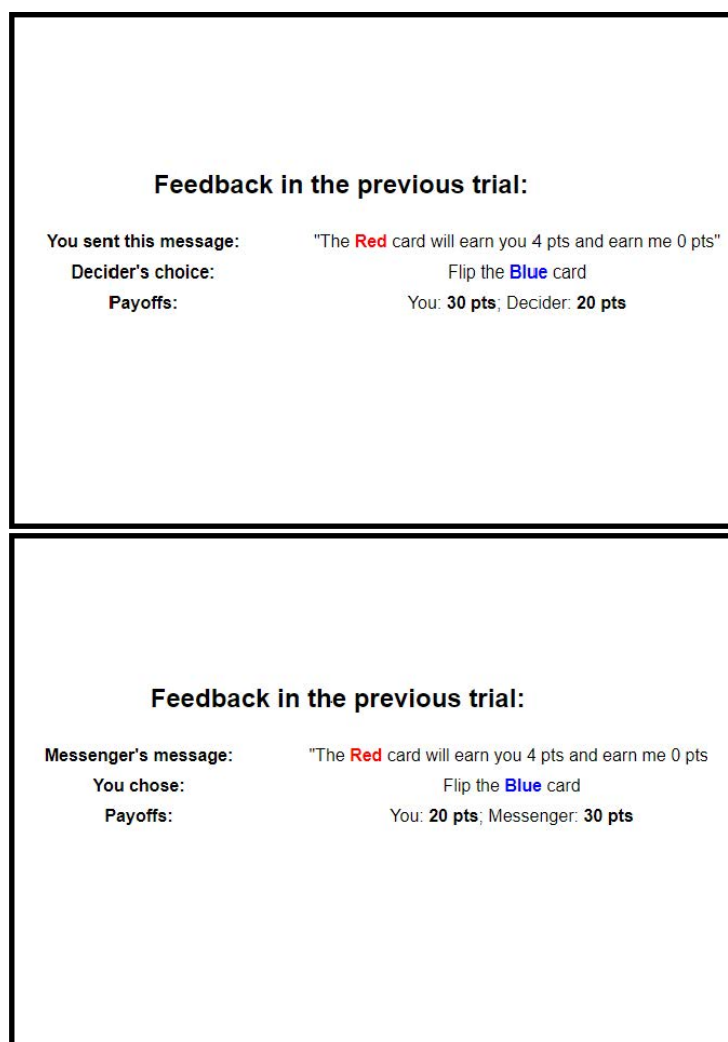 Feedback in the previous trial:
You sent this message: "The Red card will earn you 4 pts and earn me 0 pts"
Decider's choice: Flip the Blue card
Payoffs: You: 30 pts; Decider: 20 pts
Feedback in the previous trial:
Messenger's message: "The Red card will earn you 4 pts and earn me 0 pts
You chose: Flip the Blue card
Payoffs: You: 20 pts; Messenger: 30 pts